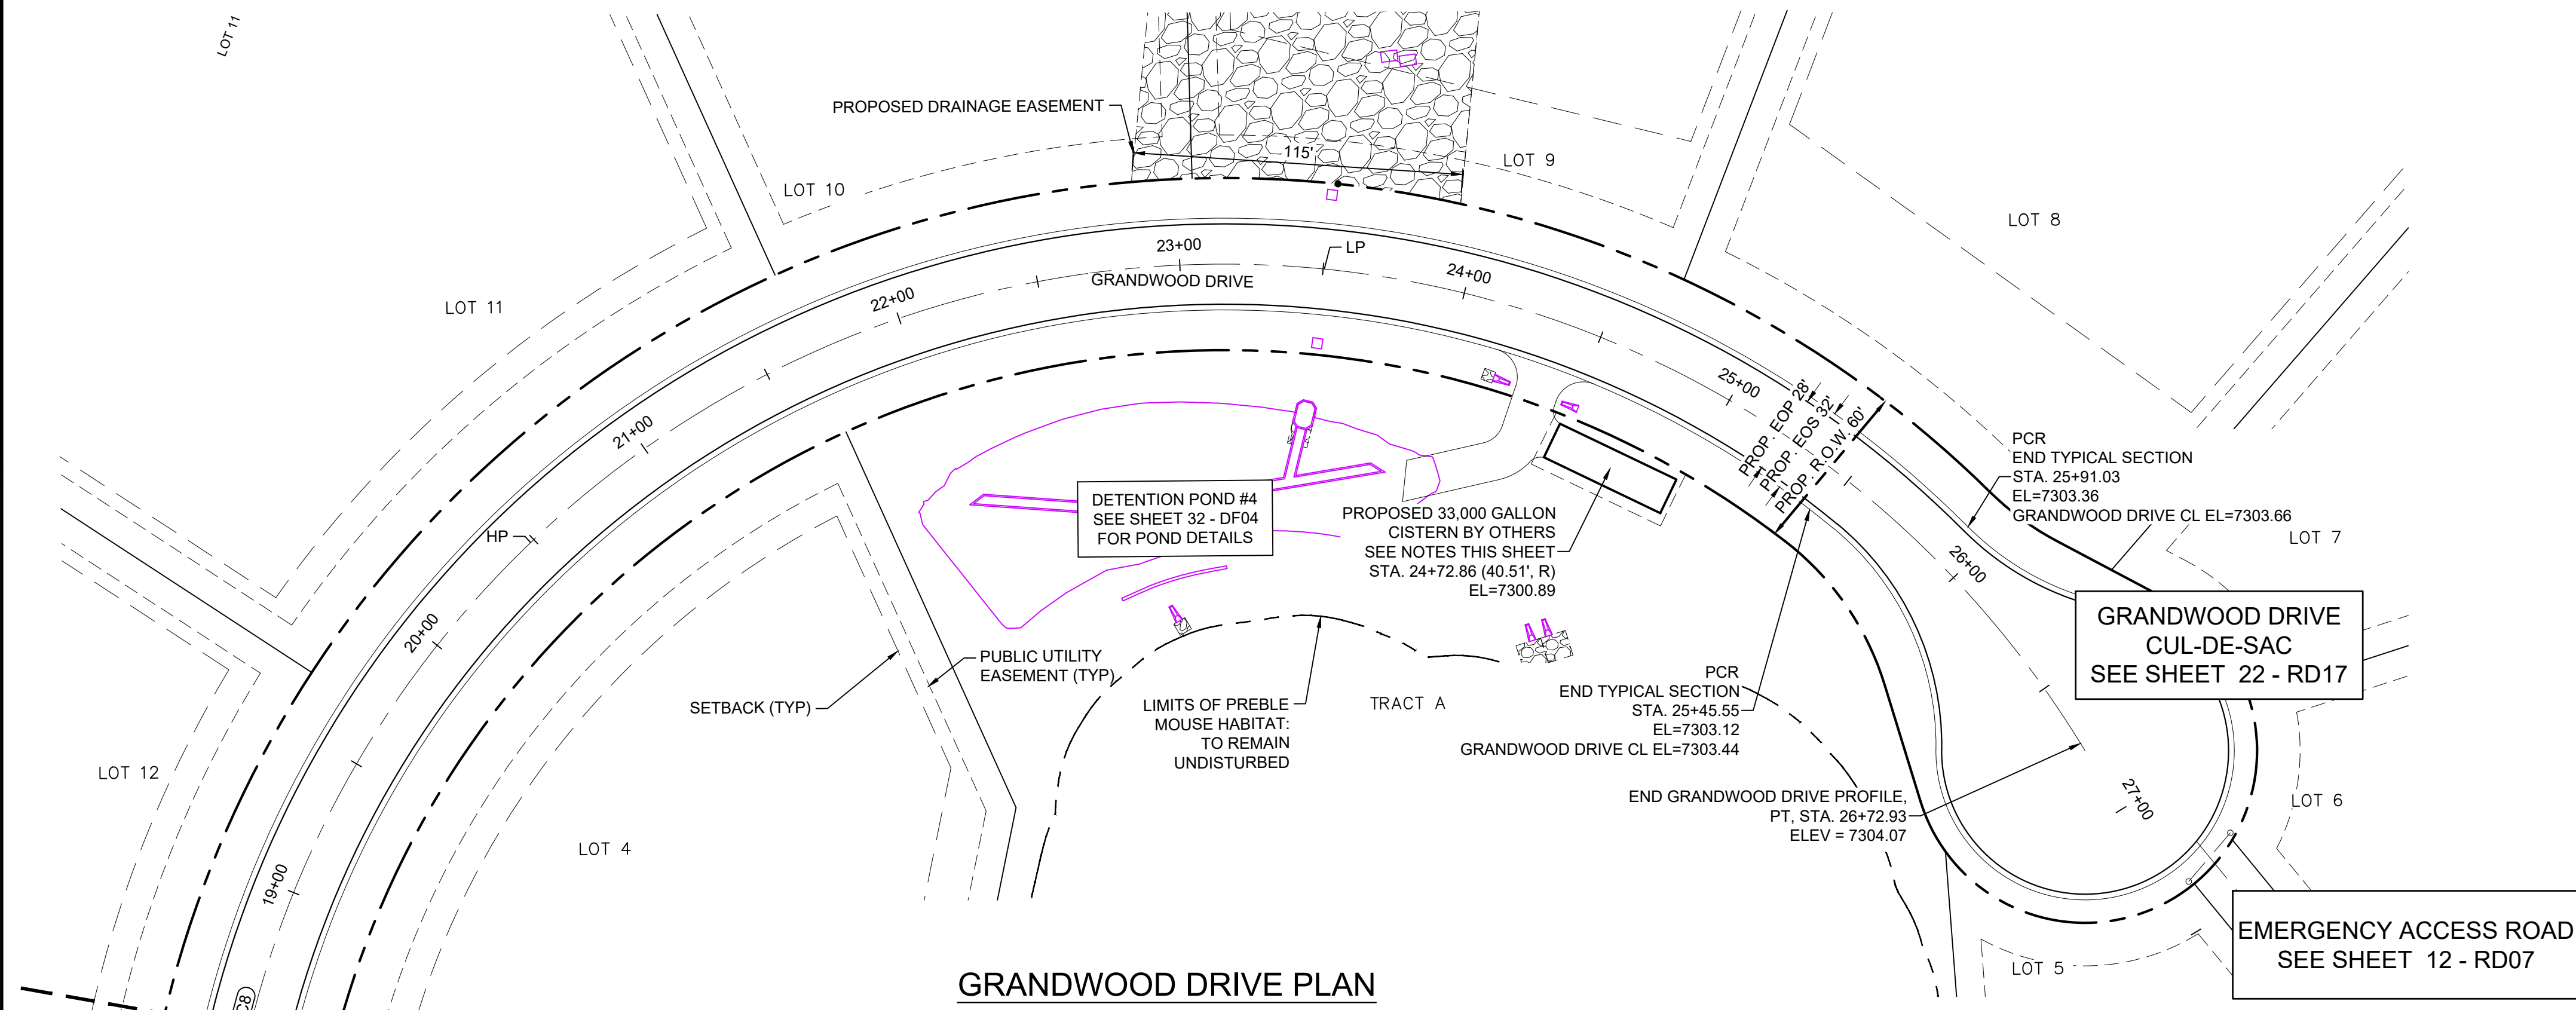 LOT 11
PROPOSED DRAINAGE EASEMENT
115'
LOT 9
LOT 10
LOT 8
LOT 11
23+00
LP
24+00
22+00
GRANDWOOD DRIVE
25+00
21+00
PROP. EOP 28'
PROP. EOS 32'
PROP. R.O.W. 60'
PCR
END TYPICAL SECTION
STA. 25+91.03
EL=7303.36
GRANDWOOD DRIVE CL EL=7303.66
LOT 7
HP
DETENTION POND #4
SEE SHEET 32 - DF04
FOR POND DETAILS
PROPOSED 33,000 GALLON
CISTERN BY OTHERS
SEE NOTES THIS SHEET
STA. 24+72.86 (40.51', R)
EL=7300.89
26+00
20+00
GRANDWOOD DRIVE
CUL-DE-SAC
SEE SHEET 22 - RD17
PUBLIC UTILITY
EASEMENT (TYP)
SETBACK (TYP)
LIMITS OF PREBLE
MOUSE HABITAT:
TO REMAIN
UNDISTURBED
TRACT A
PCR
END TYPICAL SECTION
STA. 25+45.55
EL=7303.12
GRANDWOOD DRIVE CL EL=7303.44
LOT 12
END GRANDWOOD DRIVE PROFILE,
PT, STA. 26+72.93
ELEV = 7304.07
27+00
LOT 6
LOT 4
19+00
EMERGENCY ACCESS ROAD
SEE SHEET 12 - RD07
LOT 5
C8
GRANDWOOD DRIVE PLAN